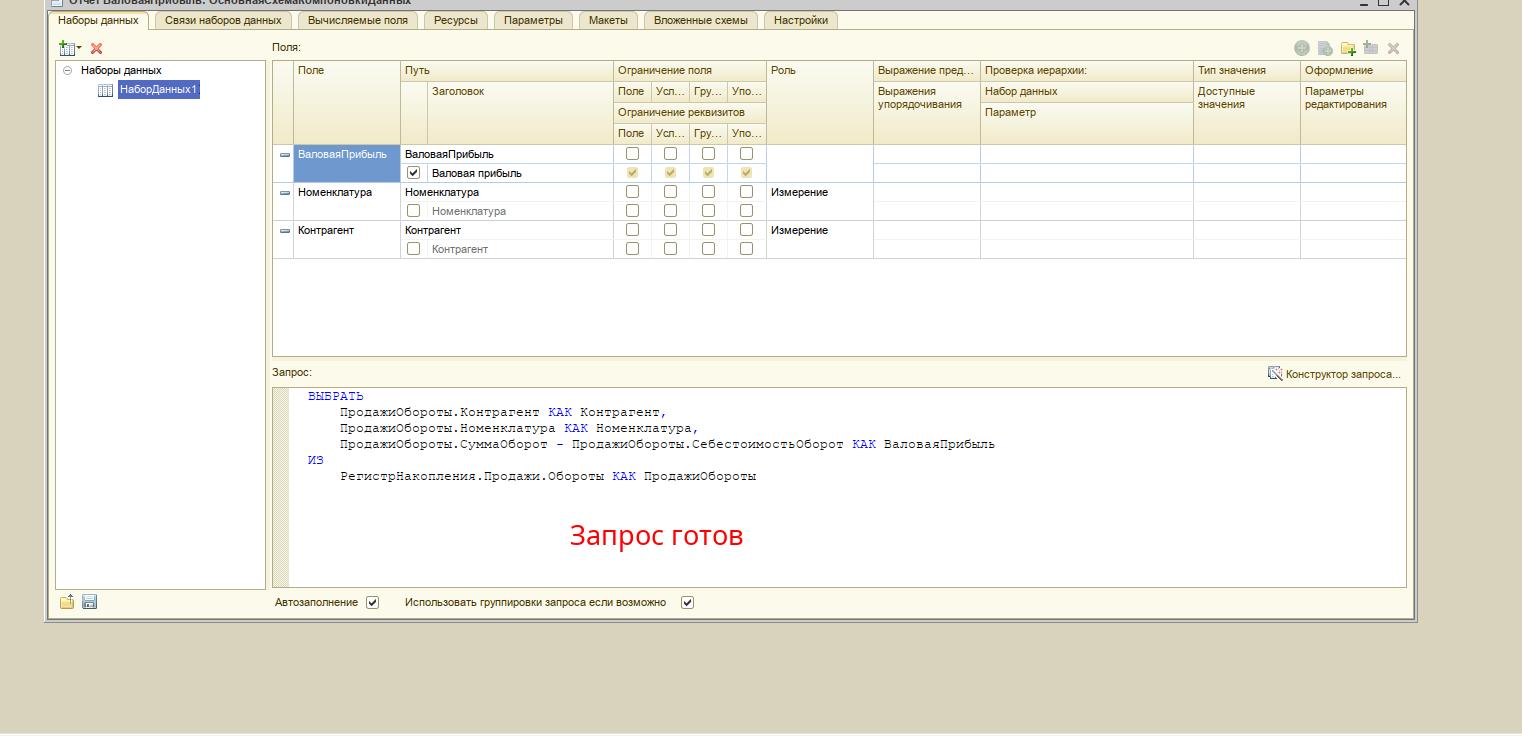 Отчет ВаловаяПрибыль: ОсновнаяСхемаКомпоновкиДанных
Наборы данных Связи наборов данных Вычисляемые поля Ресурсы Параметры Макеты Вложенные схемы Настройки
Поля:
Наборы данных
НаборДанных1
Поле Путь Ограничение поля Роль Выражение пред... Проверка иерархии: Тип значения Оформление
Заголовок Поле Усл... Гру... Упо... Выражения упорядочивания Набор данных Доступные значения Параметры редактирования
Ограничение реквизитов Параметр
Поле Усл... Гру... Упо...
ВаловаяПрибыль ВаловаяПрибыль
Валовая прибыль
Номенклатура Номенклатура Измерение
Номенклатура
Контрагент Контрагент Измерение
Контрагент
Запрос: Конструктор запроса...
ВЫБРАТЬ
ПродажиОбороты.Контрагент КАК Контрагент,
ПродажиОбороты.Номенклатура КАК Номенклатура,
ПродажиОбороты.СуммаОборот - ПродажиОбороты.СебестоимостьОборот КАК ВаловаяПрибыль
ИЗ
РегистрНакопления.Продажи.Обороты КАК ПродажиОбороты
Запрос готов
Автозаполнение Использовать группировки запроса если возможно